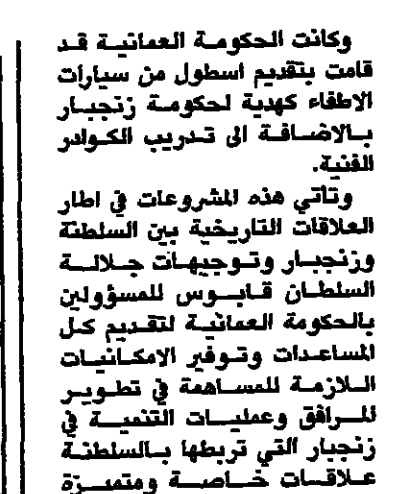 وكانت الحكومة العمانية قد
قامت بتقديم اسطول من سيارات
الاطفاء كهدية لحكومة زنجبار
بالاضافة الى تدريب الكوادر
الفنية.
وتأتي هذه المشروعات في اطار
العلاقات التاريخية بين السلطنة
وزنجبار وتوجيهات جلالة
السلطان قابوس للمسؤولين
بالحكومة العمانية لتقديم كل
المساعدات وتوفير الامكانيات
اللازمة للمساهمة في تطوير
المرافق وعمليات التنمية في
زنجبار التي تربطها بالسلطنة
علاقات خاصة ومتميزة